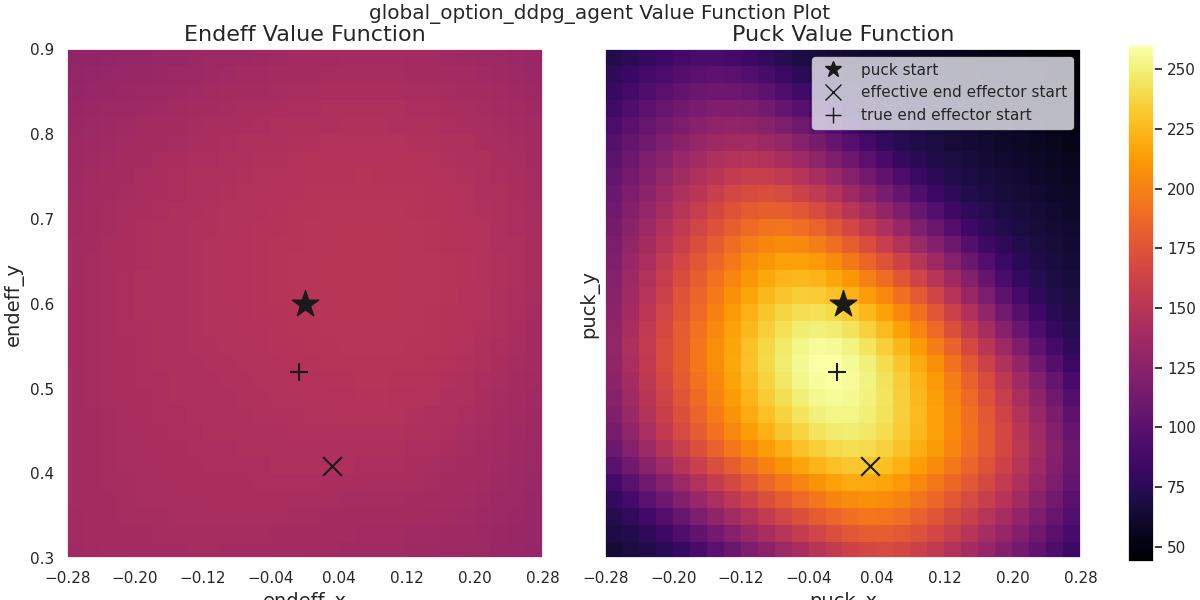 global_option_ddpg_agent Value Function Plot
Endeff Value Function
Puck Value Function
puck start
effective end effector start
true end effector start
endeff_y
0.9
0.8
0.7
0.6
0.5
0.4
0.3
−0.28 −0.20 −0.12 −0.04 0.04 0.12 0.20 0.28
endeff_x
puck_y
−0.28 −0.20 −0.12 −0.04 0.04 0.12 0.20 0.28
puck_x
250
225
200
175
150
125
100
75
50